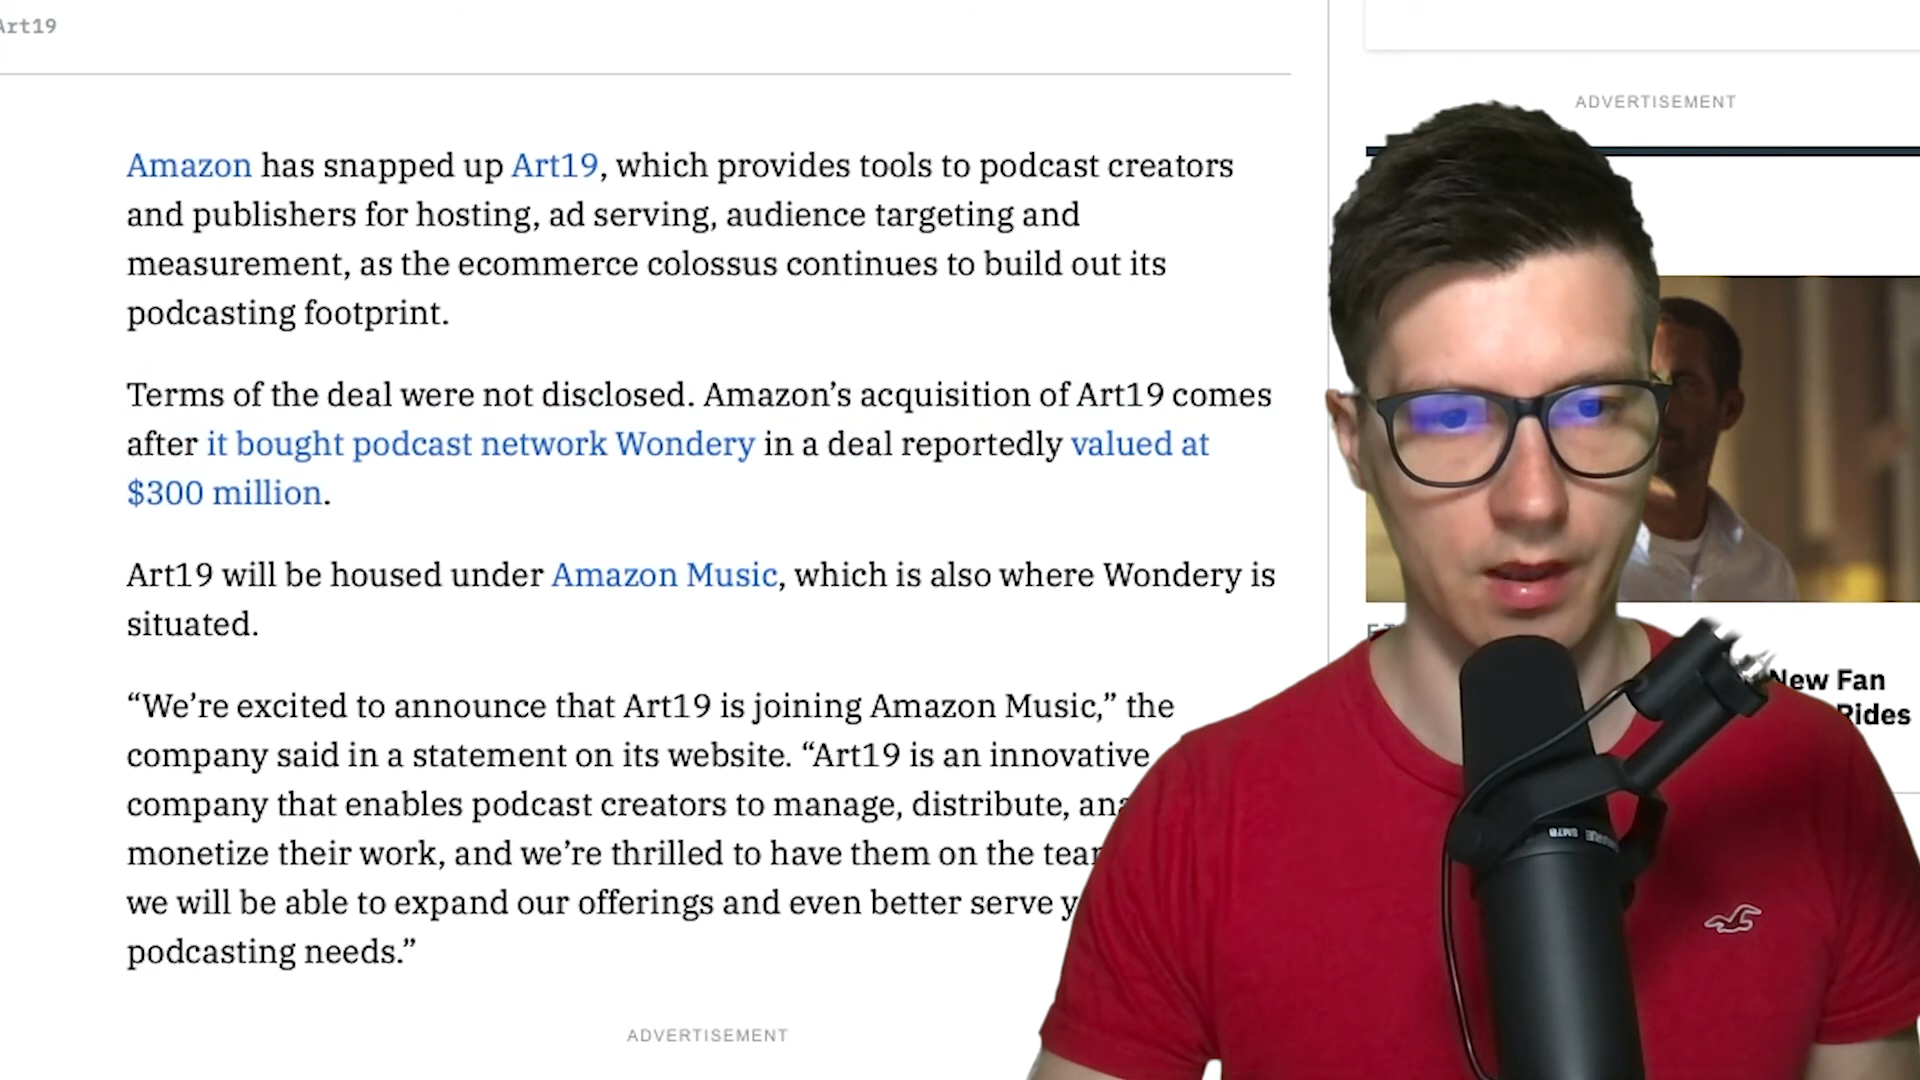 Art19
ADVERTISEMENT
Amazon has snapped up Art19, which provides tools to podcast creators
and publishers for hosting, ad serving, audience targeting and
measurement, as the ecommerce colossus continues to build out its
podcasting footprint.
Terms of the deal were not disclosed. Amazon’s acquisition of Art19 comes
after it bought podcast network Wondery in a deal reportedly valued at
$300 million.
Art19 will be housed under Amazon Music, which is also where Wondery is
situated.
“We’re excited to announce that Art19 is joining Amazon Music,” the
company said in a statement on its website. “Art19 is an innovative
company that enables podcast creators to manage, distribute,
monetize their work, and we’re thrilled to have them on the
we will be able to expand our offerings and even better serve
podcasting needs.”
ADVERTISEMENT
New Fan
Rides
SM7B